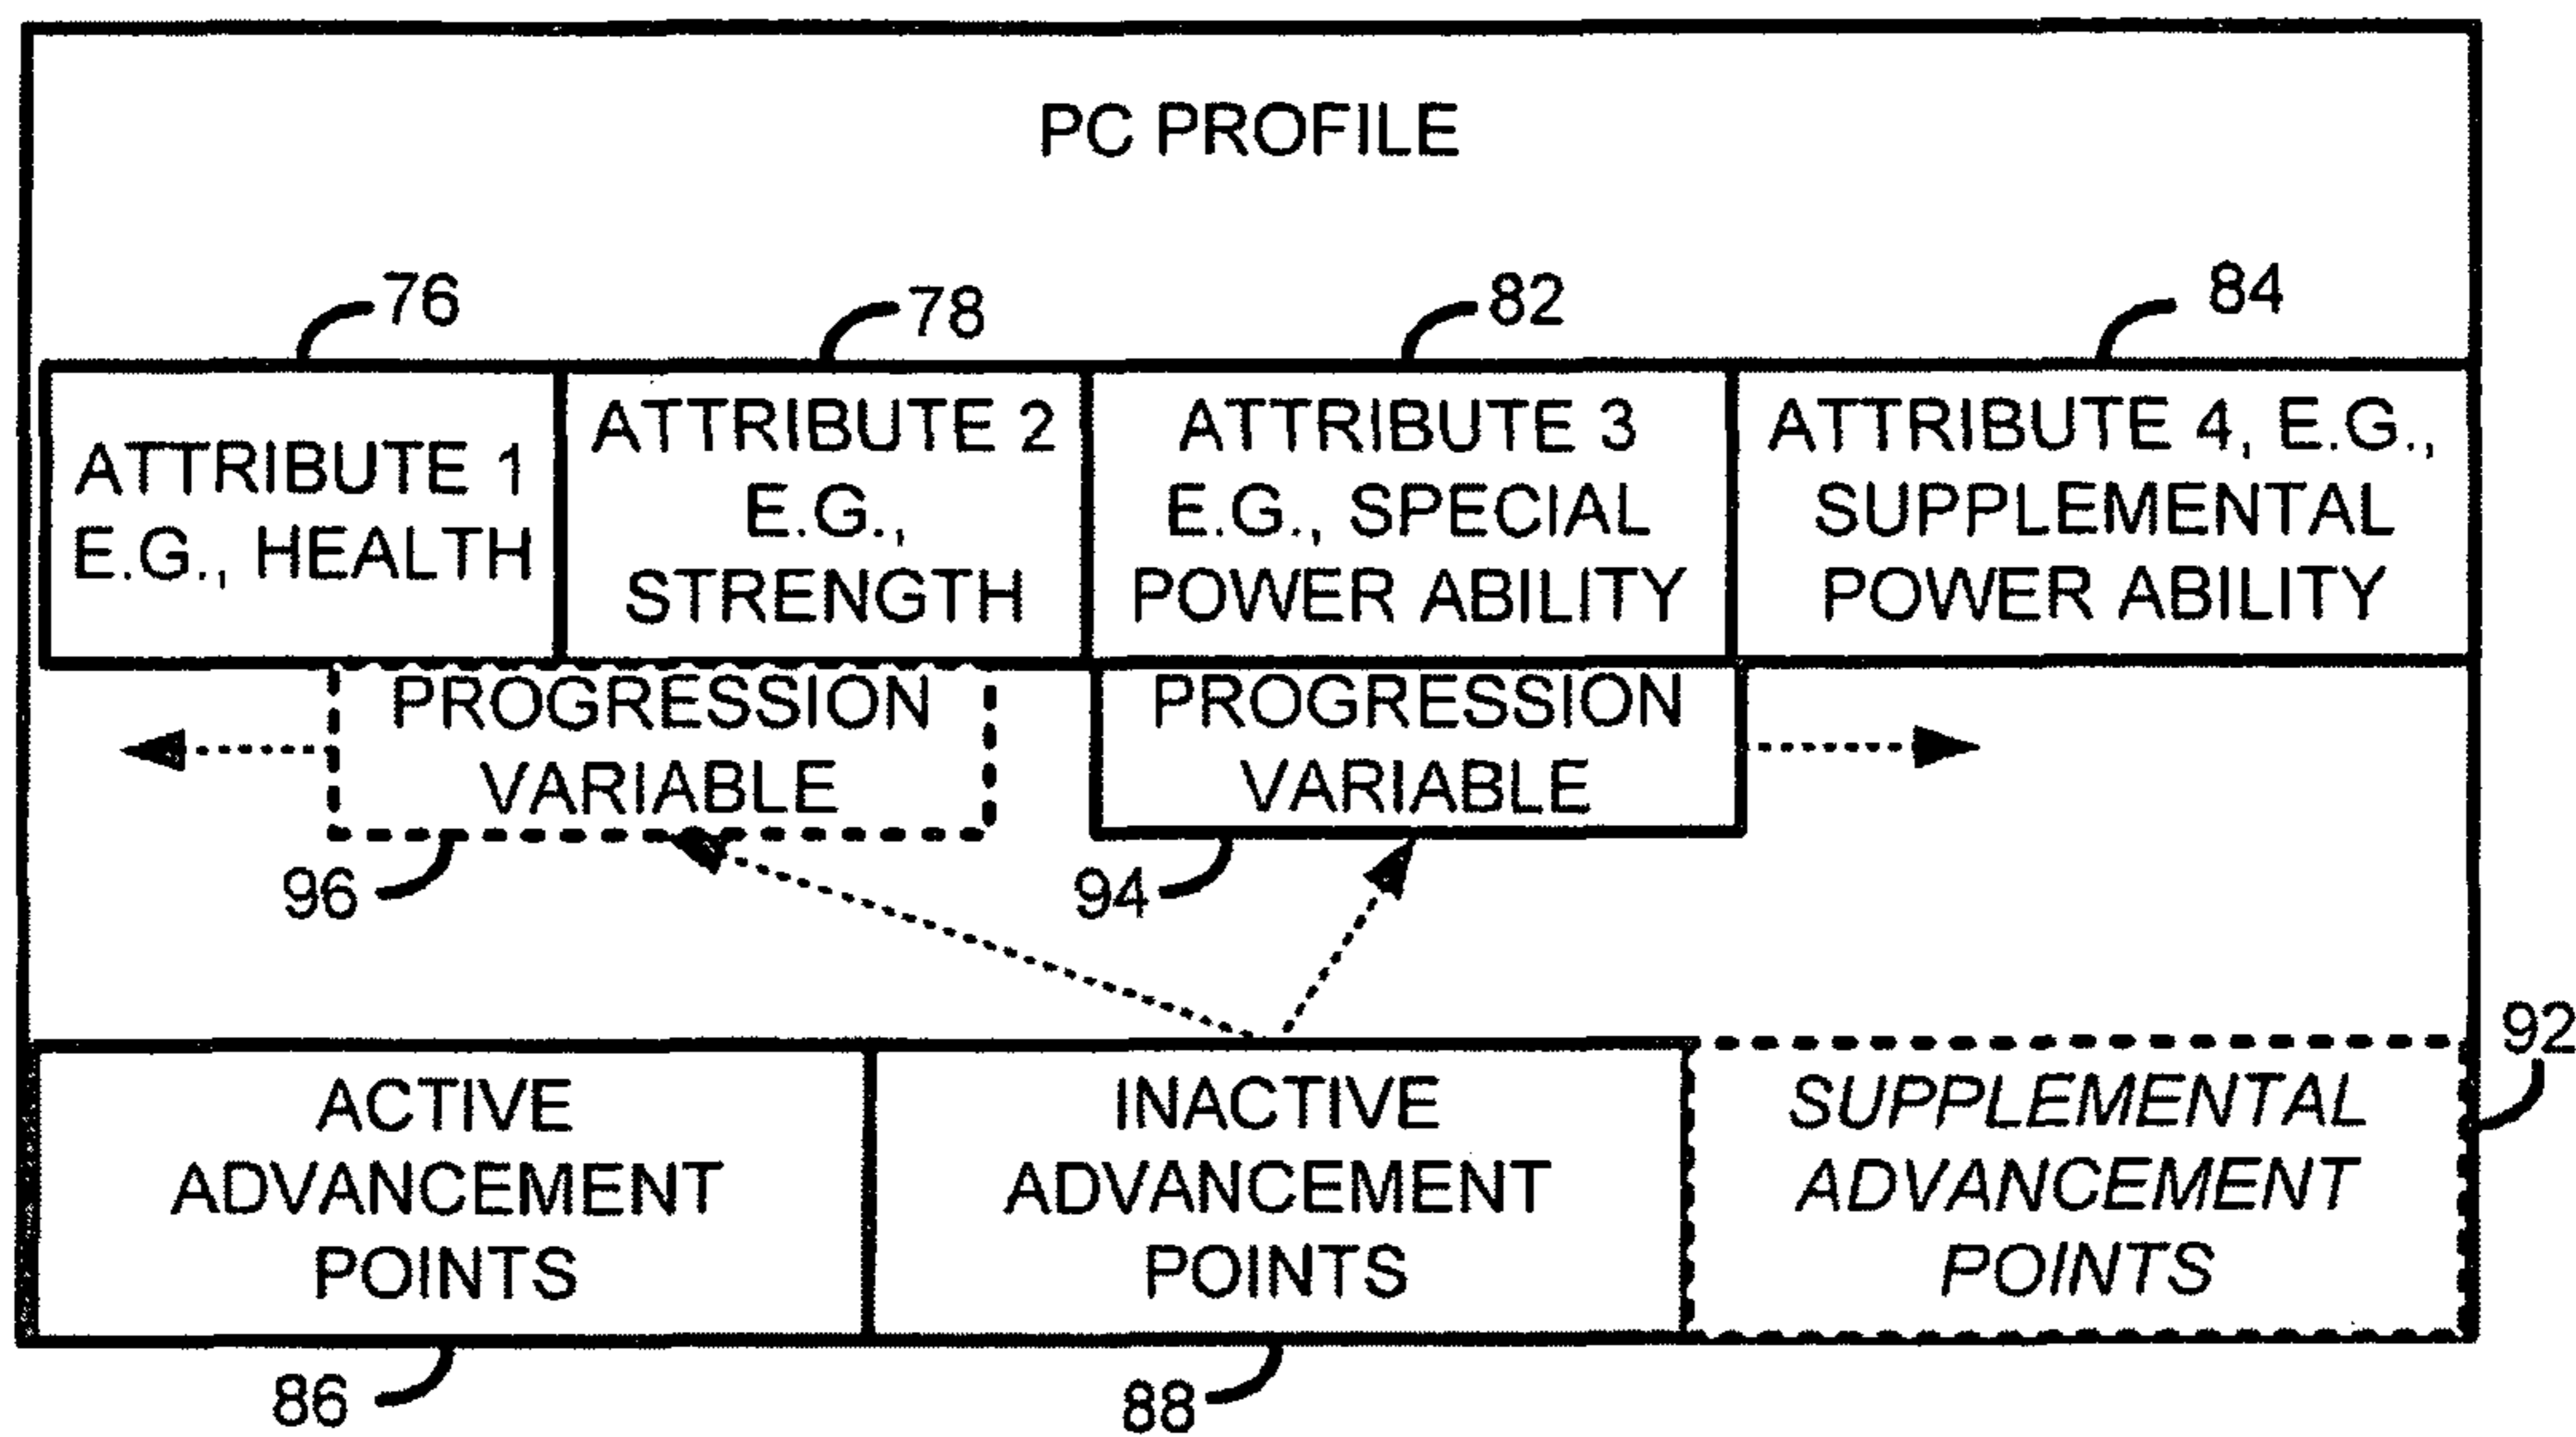 PC PROFILE
76
78
82
84
ATTRIBUTE 1
E.G., HEALTH
ATTRIBUTE 2
E.G.,
STRENGTH
ATTRIBUTE 3
E.G., SPECIAL
POWER ABILITY
ATTRIBUTE 4, E.G.,
SUPPLEMENTAL
POWER ABILITY
PROGRESSION
VARIABLE
PROGRESSION
VARIABLE
96
94
92
ACTIVE
ADVANCEMENT
POINTS
INACTIVE
ADVANCEMENT
POINTS
SUPPLEMENTAL
ADVANCEMENT
POINTS
86
88